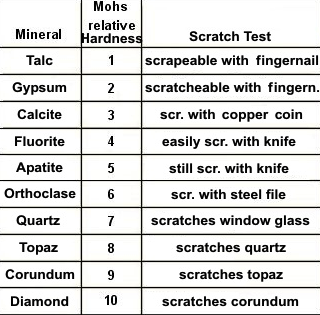 Mineral Mohs relative Hardness Scratch Test
Talc 1 scrapeable with fingernail
Gypsum 2 scratcheable with fingern.
Calcite 3 scr. with copper coin
Fluorite 4 easily scr. with knife
Apatite 5 still scr. with knife
Orthoclase 6 scr. with steel file
Quartz 7 scratches window glass
Topaz 8 scratches quartz
Corundum 9 scratches topaz
Diamond 10 scratches corundum